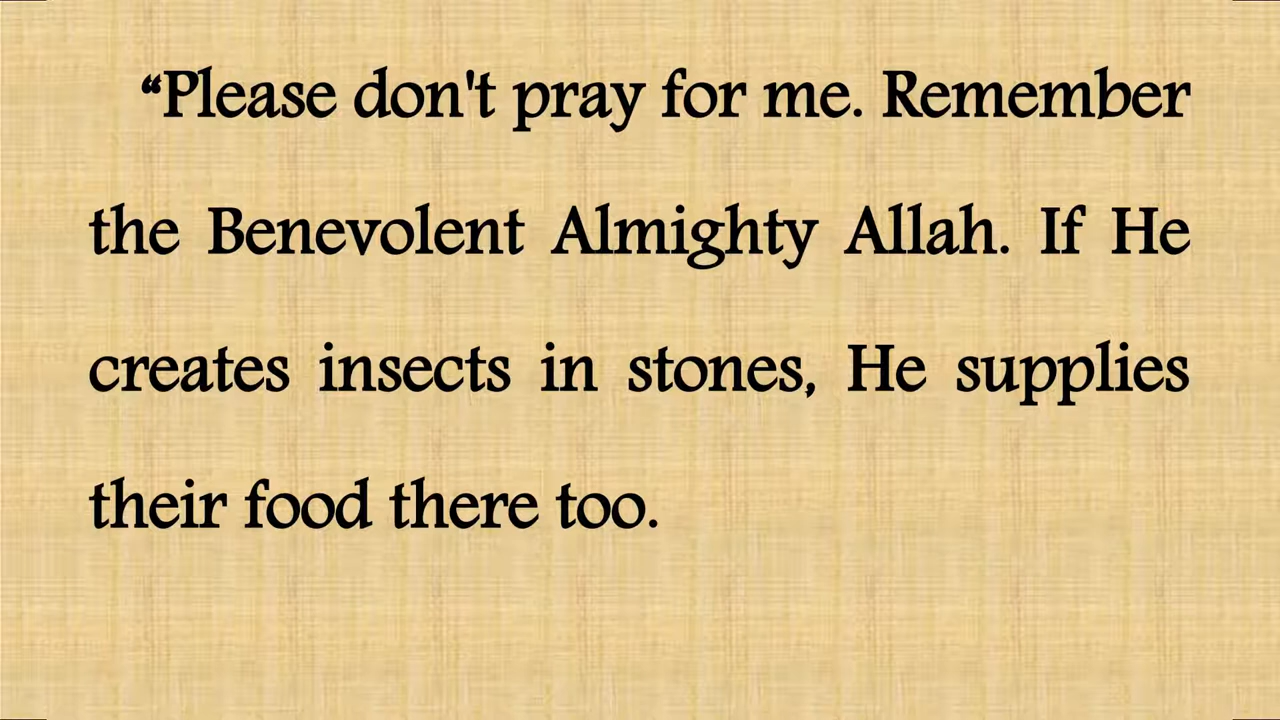 “Please don't pray for me. Remember
the Benevolent Almighty Allah. If He
creates insects in stones, He supplies
their food there too.